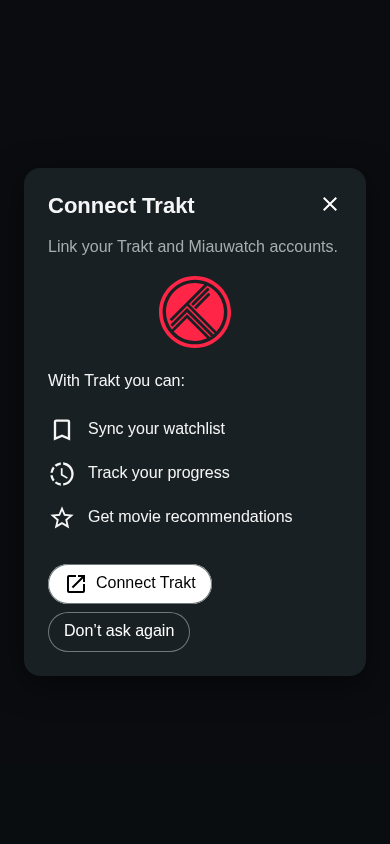 Connect Trakt
Link your Trakt and Miauwatch accounts.
With Trakt you can:
Sync your watchlist
Track your progress
Get movie recommendations
Connect Trakt
Don’t ask again